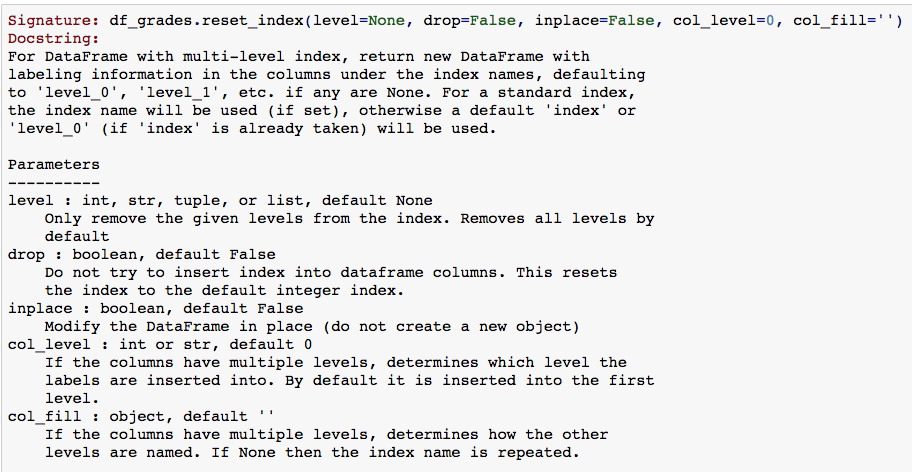 Signature: df_grades.reset_index(level=None, drop=False, inplace=False, col_level=0, col_fill='')
Docstring:
For DataFrame with multi-level index, return new DataFrame with
labeling information in the columns under the index names, defaulting
to 'level_0', 'level_1', etc. if any are None. For a standard index,
the index name will be used (if set), otherwise a default 'index' or
'level_0' (if 'index' is already taken) will be used.

Parameters
----------
level : int, str, tuple, or list, default None
    Only remove the given levels from the index. Removes all levels by
    default
drop : boolean, default False
    Do not try to insert index into dataframe columns. This resets
    the index to the default integer index.
inplace : boolean, default False
    Modify the DataFrame in place (do not create a new object)
col_level : int or str, default 0
    If the columns have multiple levels, determines which level the
    labels are inserted into. By default it is inserted into the first
    level.
col_fill : object, default ''
    If the columns have multiple levels, determines how the other
    levels are named. If None then the index name is repeated.